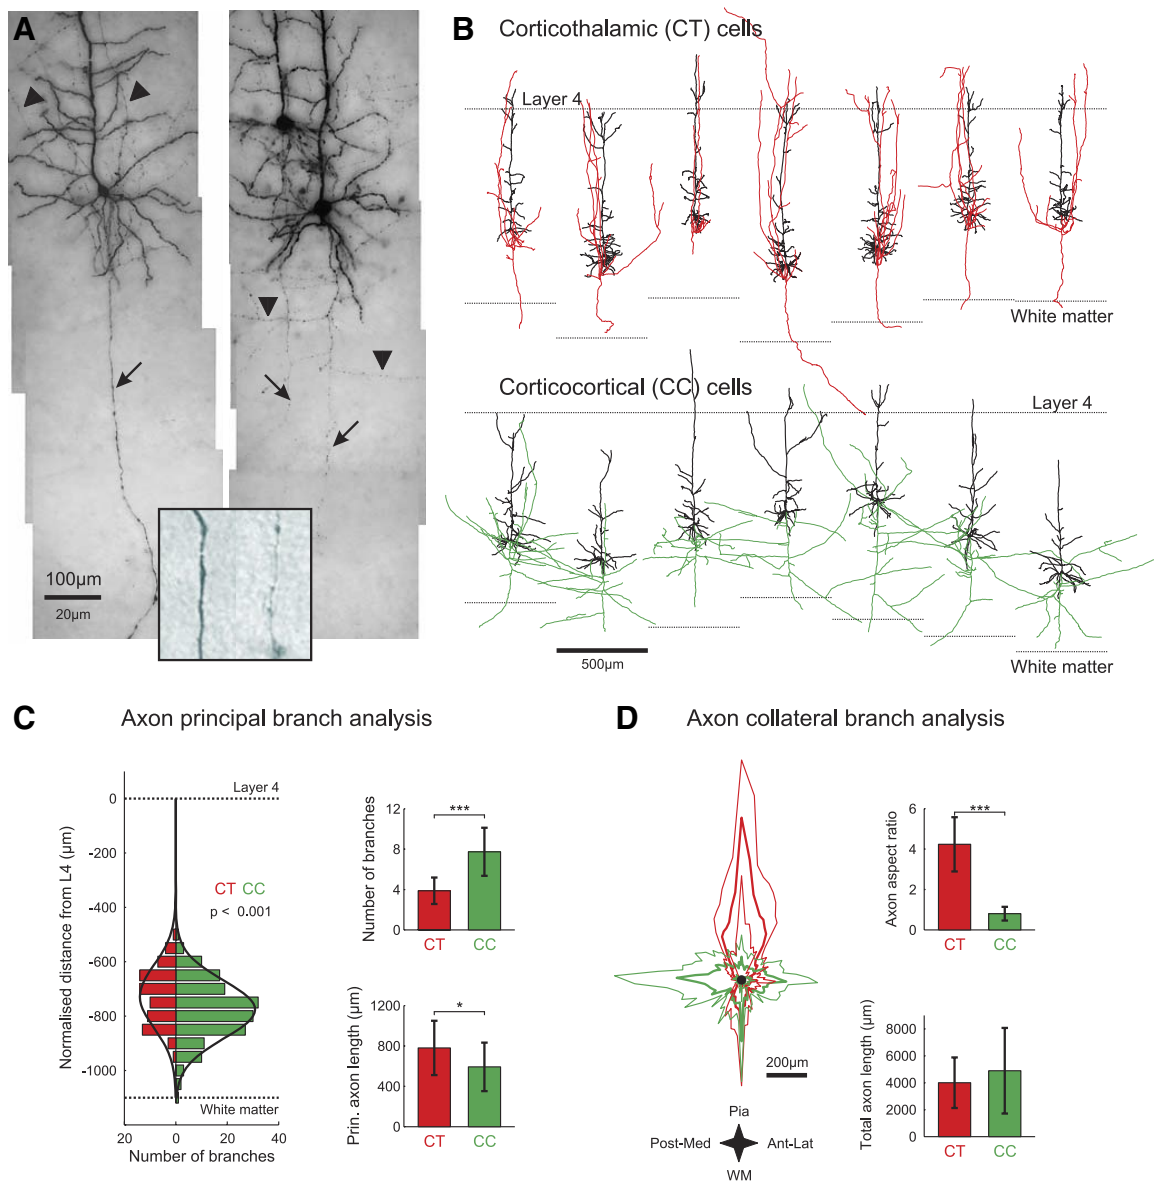 A
100µm
20µm
B
Corticothalamic (CT) cells
Layer 4
White matter
Corticocortical (CC) cells
Layer 4
500µm
White matter
C
Axon principal branch analysis
Normalised distance from L4 (µm)
0
-200
-400
-600
-800
-1000
Layer 4
CT CC
p < 0.001
White matter
20 0 20 40
Number of branches
Number of branches
12
8
4
0
***
CT CC
Prin. axon length (µm)
1200
800
400
0
*
CT CC
D
Axon collateral branch analysis
200µm
Pia
Post-Med Ant-Lat
WM
Axon aspect ratio
6
4
2
0
***
CT CC
Total axon length (µm)
8000
6000
4000
2000
0
CT CC